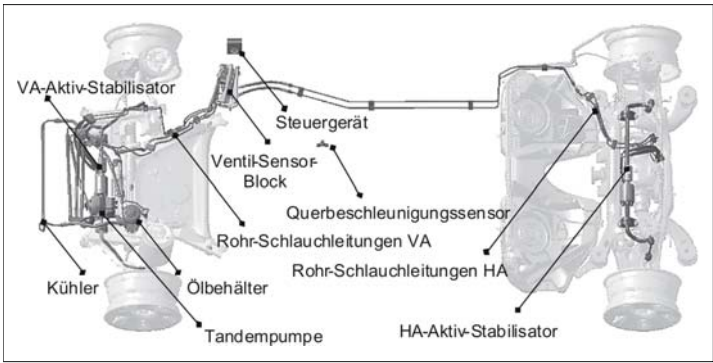 VA-Aktiv-Stabilisator
Steuergerät
Ventil-Sensor-
Block
Querbeschleunigungssensor
Rohr-Schlauchleitungen VA
Rohr-Schlauchleitungen HA
Kühler
Ölbehälter
Tandempumpe
HA-Aktiv-Stabilisator